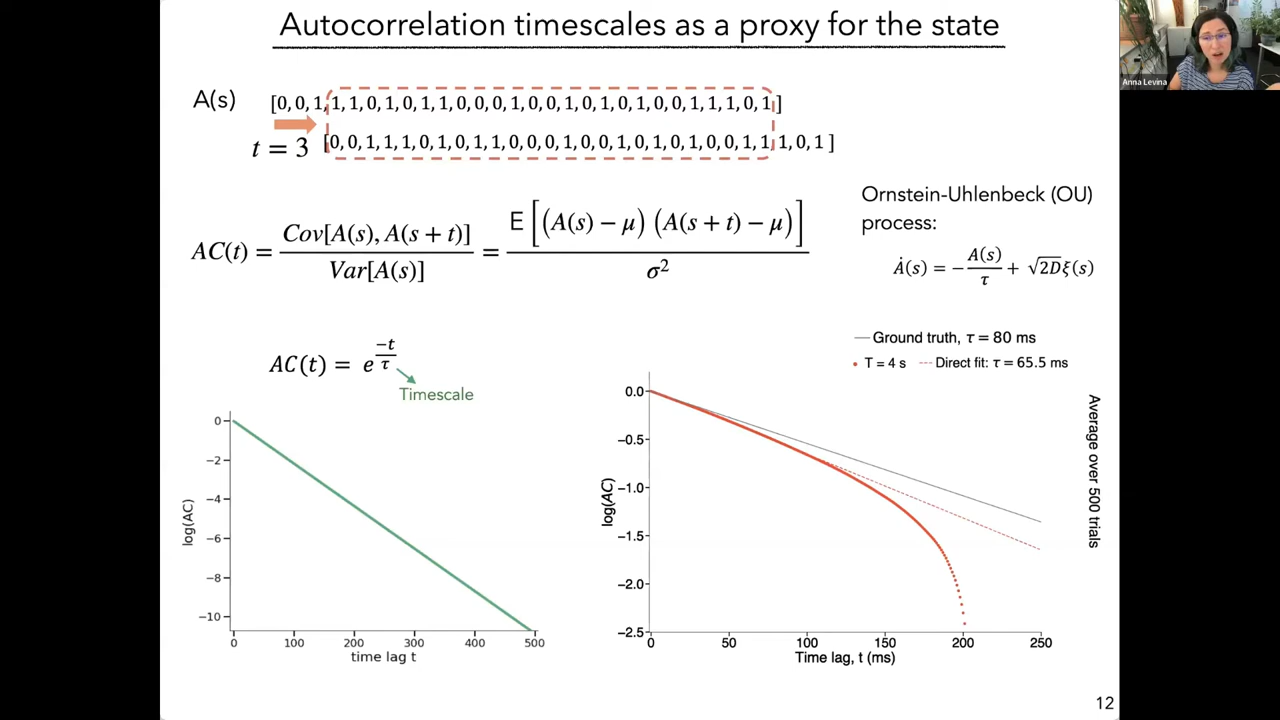 Autocorrelation timescales as a proxy for the state
Anna Levina
A(s) [0, 0, 1, 1, 1, 0, 1, 0, 1, 1, 0, 0, 0, 1, 0, 0, 1, 0, 1, 0, 1, 0, 0, 1, 1, 1, 0, 1 ]
t = 3 [0, 0, 1, 1, 1, 0, 1, 0, 1, 1, 0, 0, 0, 1, 0, 0, 1, 0, 1, 0, 1, 0, 0, 1, 1, 1, 0, 1 ]
Ornstein-Uhlenbeck (OU)
process:
AC(t) = Cov[A(s), A(s + t)] / Var[A(s)] = E [(A(s) − μ) (A(s + t) − μ)] / σ²
Ȧ(s) = − A(s)/τ + √2D ξ(s)
AC(t) = e^(−t/τ)
Timescale
Ground truth, τ = 80 ms
T = 4 s Direct fit: τ = 65.5 ms
log(AC)
0
−2
−4
−6
−8
−10
0 100 200 300 400 500
time lag t
log(AC)
0.0
−0.5
−1.0
−1.5
−2.0
−2.5
0 50 100 150 200 250
Time lag, t (ms)
Average over 500 trials
12